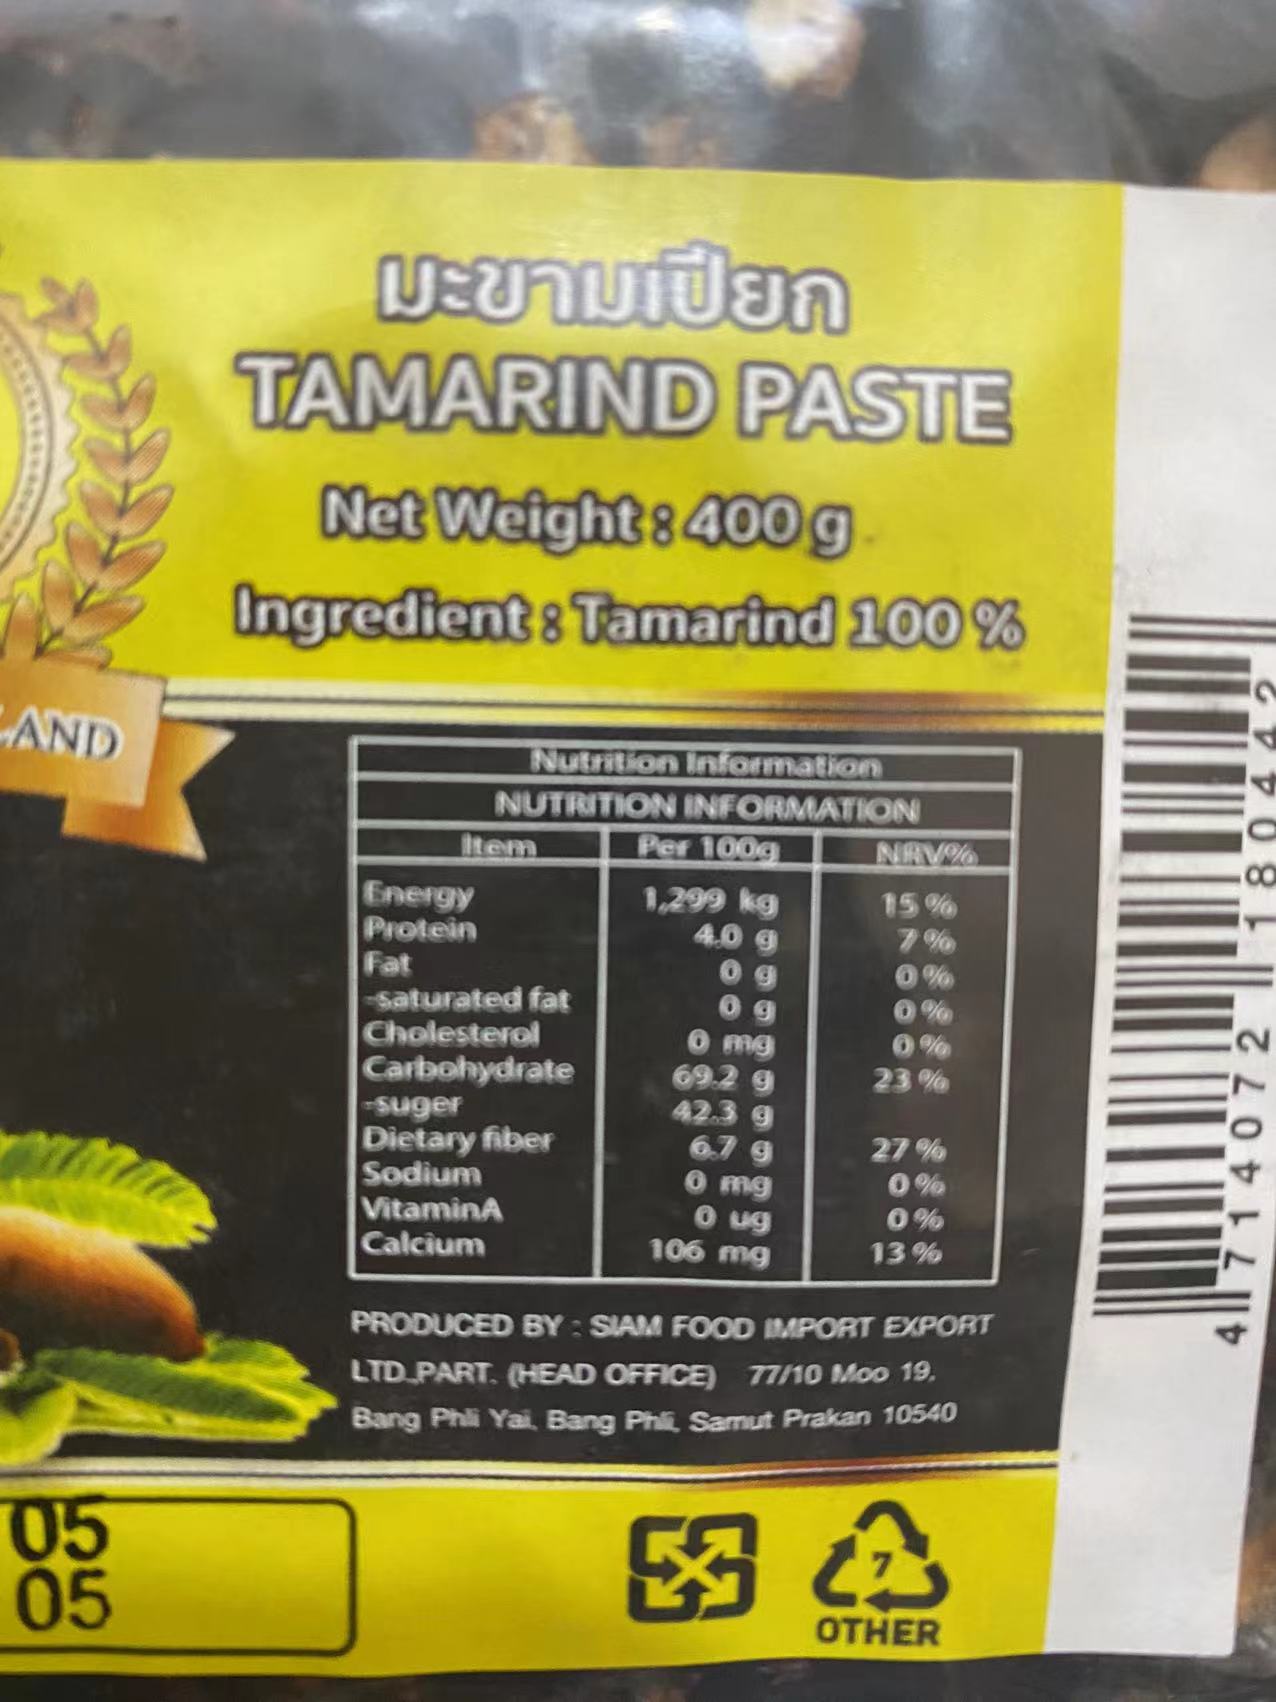 มะขามเปียก
TAMARIND PASTE
Net Weight : 400 g
Ingredient : Tamarind 100 %
LAND
Nutrition Information
NUTRITION INFORMATION
Item Per 100g NRV%
Energy 1,299 kg 15 %
Protein 4.0 g 7 %
Fat 0 g 0 %
-saturated fat 0 g 0 %
Cholesterol 0 mg 0 %
Carbohydrate 69.2 g 23 %
-suger 42.3 g
Dietary fiber 6.7 g 27 %
Sodium 0 mg 0 %
VitaminA 0 ug 0 %
Calcium 106 mg 13 %
PRODUCED BY : SIAM FOOD IMPORT EXPORT
LTD.,PART. (HEAD OFFICE) 77/10 Moo 19,
Bang Phli Yai, Bang Phli, Samut Prakan 10540
05
05
7
OTHER
4 714072 180442